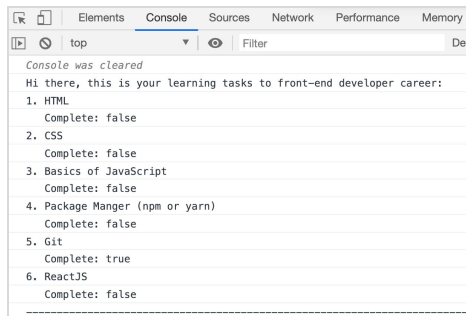 Elements Console Sources Network Performance Memory
top Filter De
Console was cleared
Hi there, this is your learning tasks to front-end developer career:
1. HTML
Complete: false
2. CSS
Complete: false
3. Basics of JavaScript
Complete: false
4. Package Manger (npm or yarn)
Complete: false
5. Git
Complete: true
6. ReactJS
Complete: false
--------------------------------------------------------------------------